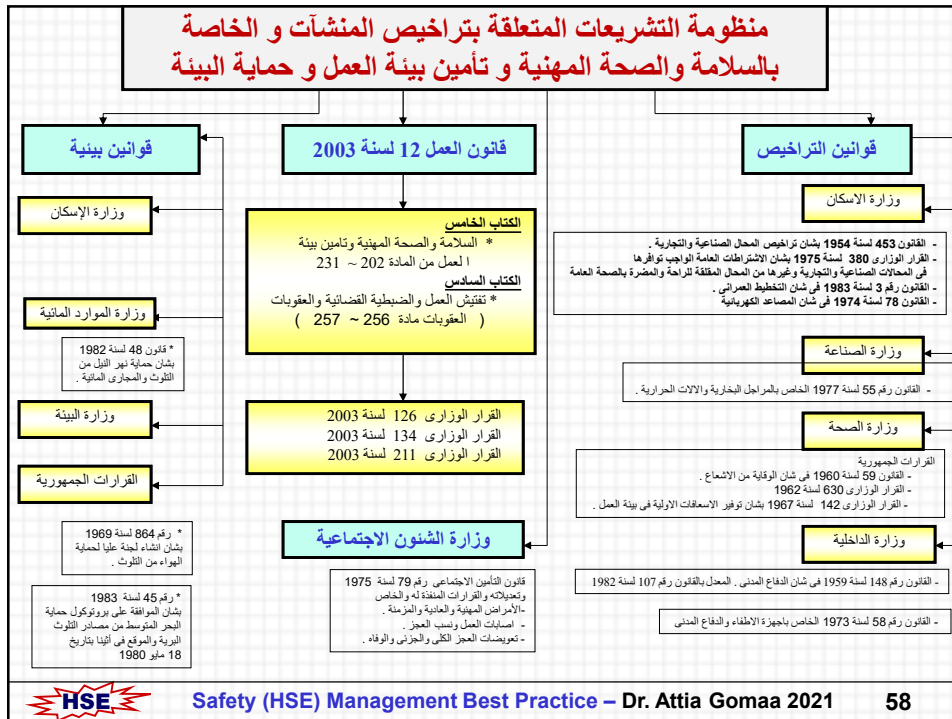 منظومة التشريعات المتعلقة بتراخيص المنشآت و الخاصة
بالسلامة والصحة المهنية و تأمين بيئة العمل و حماية البيئة
قوانين التراخيص
وزارة الاسكان
- القانون 453 لسنة 1954 بشان تراخيص المحال الصناعية والتجارية .
- القرار الوزارى 380 لسنة 1975 بشان الاشتراطات العامة الواجب توافرها
فى المحالات الصناعية والتجارية وغيرها من المحال المقلقة للراحة والمضرة بالصحة العامة
- القانون رقم 3 لسنة 1983 فى شان التخطيط العمرانى .
- القانون 78 لسنة 1974 فى شان المصاعد الكهربائية
وزارة الصناعة
- القانون رقم 55 لسنة 1977 الخاص بالمراجل البخارية والالات الحرارية .
وزارة الصحة
القرارات الجمهورية
- القانون 59 لسنة 1960 فى شان الوقاية من الاشعاع .
- القرار الوزارى 630 لسنة 1962
- القرار الوزارى 142 لسنة 1967 بشان توفير الاسعافات الاولية فى بيئة العمل .
وزارة الداخلية
- القانون رقم 148 لسنة 1959 فى شان الدفاع المدنى . المعدل بالقانون رقم 107 لسنة 1982
- القانون رقم 58 لسنة 1973 الخاص باجهزة الاطفاء والدفاع المدنى
قانون العمل 12 لسنة 2003
الكتاب الخامس
* السلامة والصحة المهنية وتامين بيئة
ا لعمل من المادة 202 ~ 231
الكتاب السادس
* تفتيش العمل والضبطية القضائية والعقوبات
( العقوبات مادة 256 ~ 257 )
القرار الوزارى 126 لسنة 2003
القرار الوزارى 134 لسنة 2003
القرار الوزارى 211 لسنة 2003
وزارة الشئون الاجتماعية
قانون التأمين الاجتماعى رقم 79 لسنة 1975
وتعديلاته والقرارات المنفذة له والخاص
-الأمراض المهنية والعادية والمزمنة .
- اصابات العمل ونسب العجز .
- تعويضات العجز الكلى والجزئى والوفاه .
قوانين بيئية
وزارة الإسكان
وزارة الموارد المائية
* قانون 48 لسنة 1982
بشان حماية نهر النيل من
التلوث والمجارى المائية .
وزارة البيئة
القرارات الجمهورية
* رقم 864 لسنة 1969
بشان انشاء لجنة عليا لحماية
الهواء من التلوث .
* رقم 45 لسنة 1983
بشان الموافقة على بروتوكول حماية
البحر المتوسط من مصادر التلوث
البرية والموقع فى أثينا بتاريخ
18 مايو 1980
HSE
Safety (HSE) Management Best Practice – Dr. Attia Gomaa 2021
58